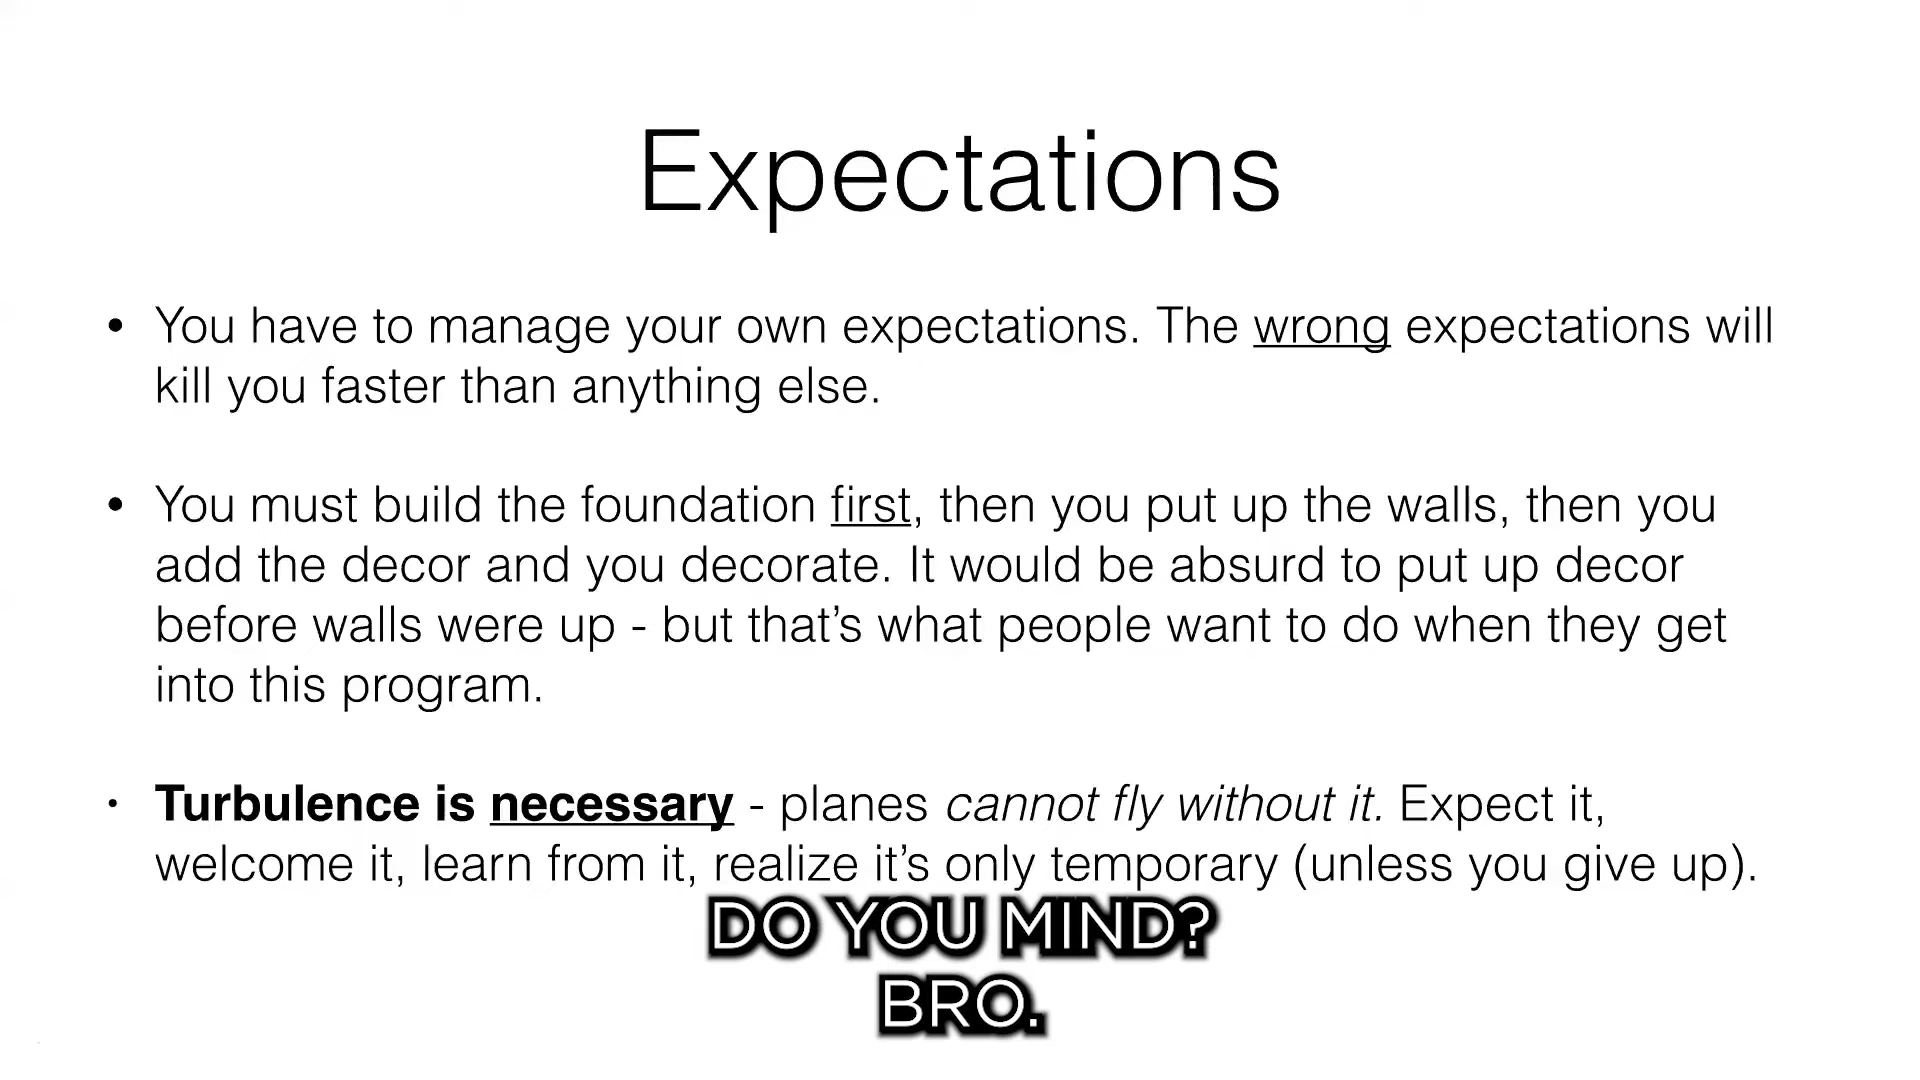 Expectations
• You have to manage your own expectations. The wrong expectations will
kill you faster than anything else.
• You must build the foundation first, then you put up the walls, then you
add the decor and you decorate. It would be absurd to put up decor
before walls were up - but that’s what people want to do when they get
into this program.
• Turbulence is necessary - planes cannot fly without it. Expect it,
welcome it, learn from it, realize it’s only temporary (unless you give up).
DO YOU MIND?
BRO.